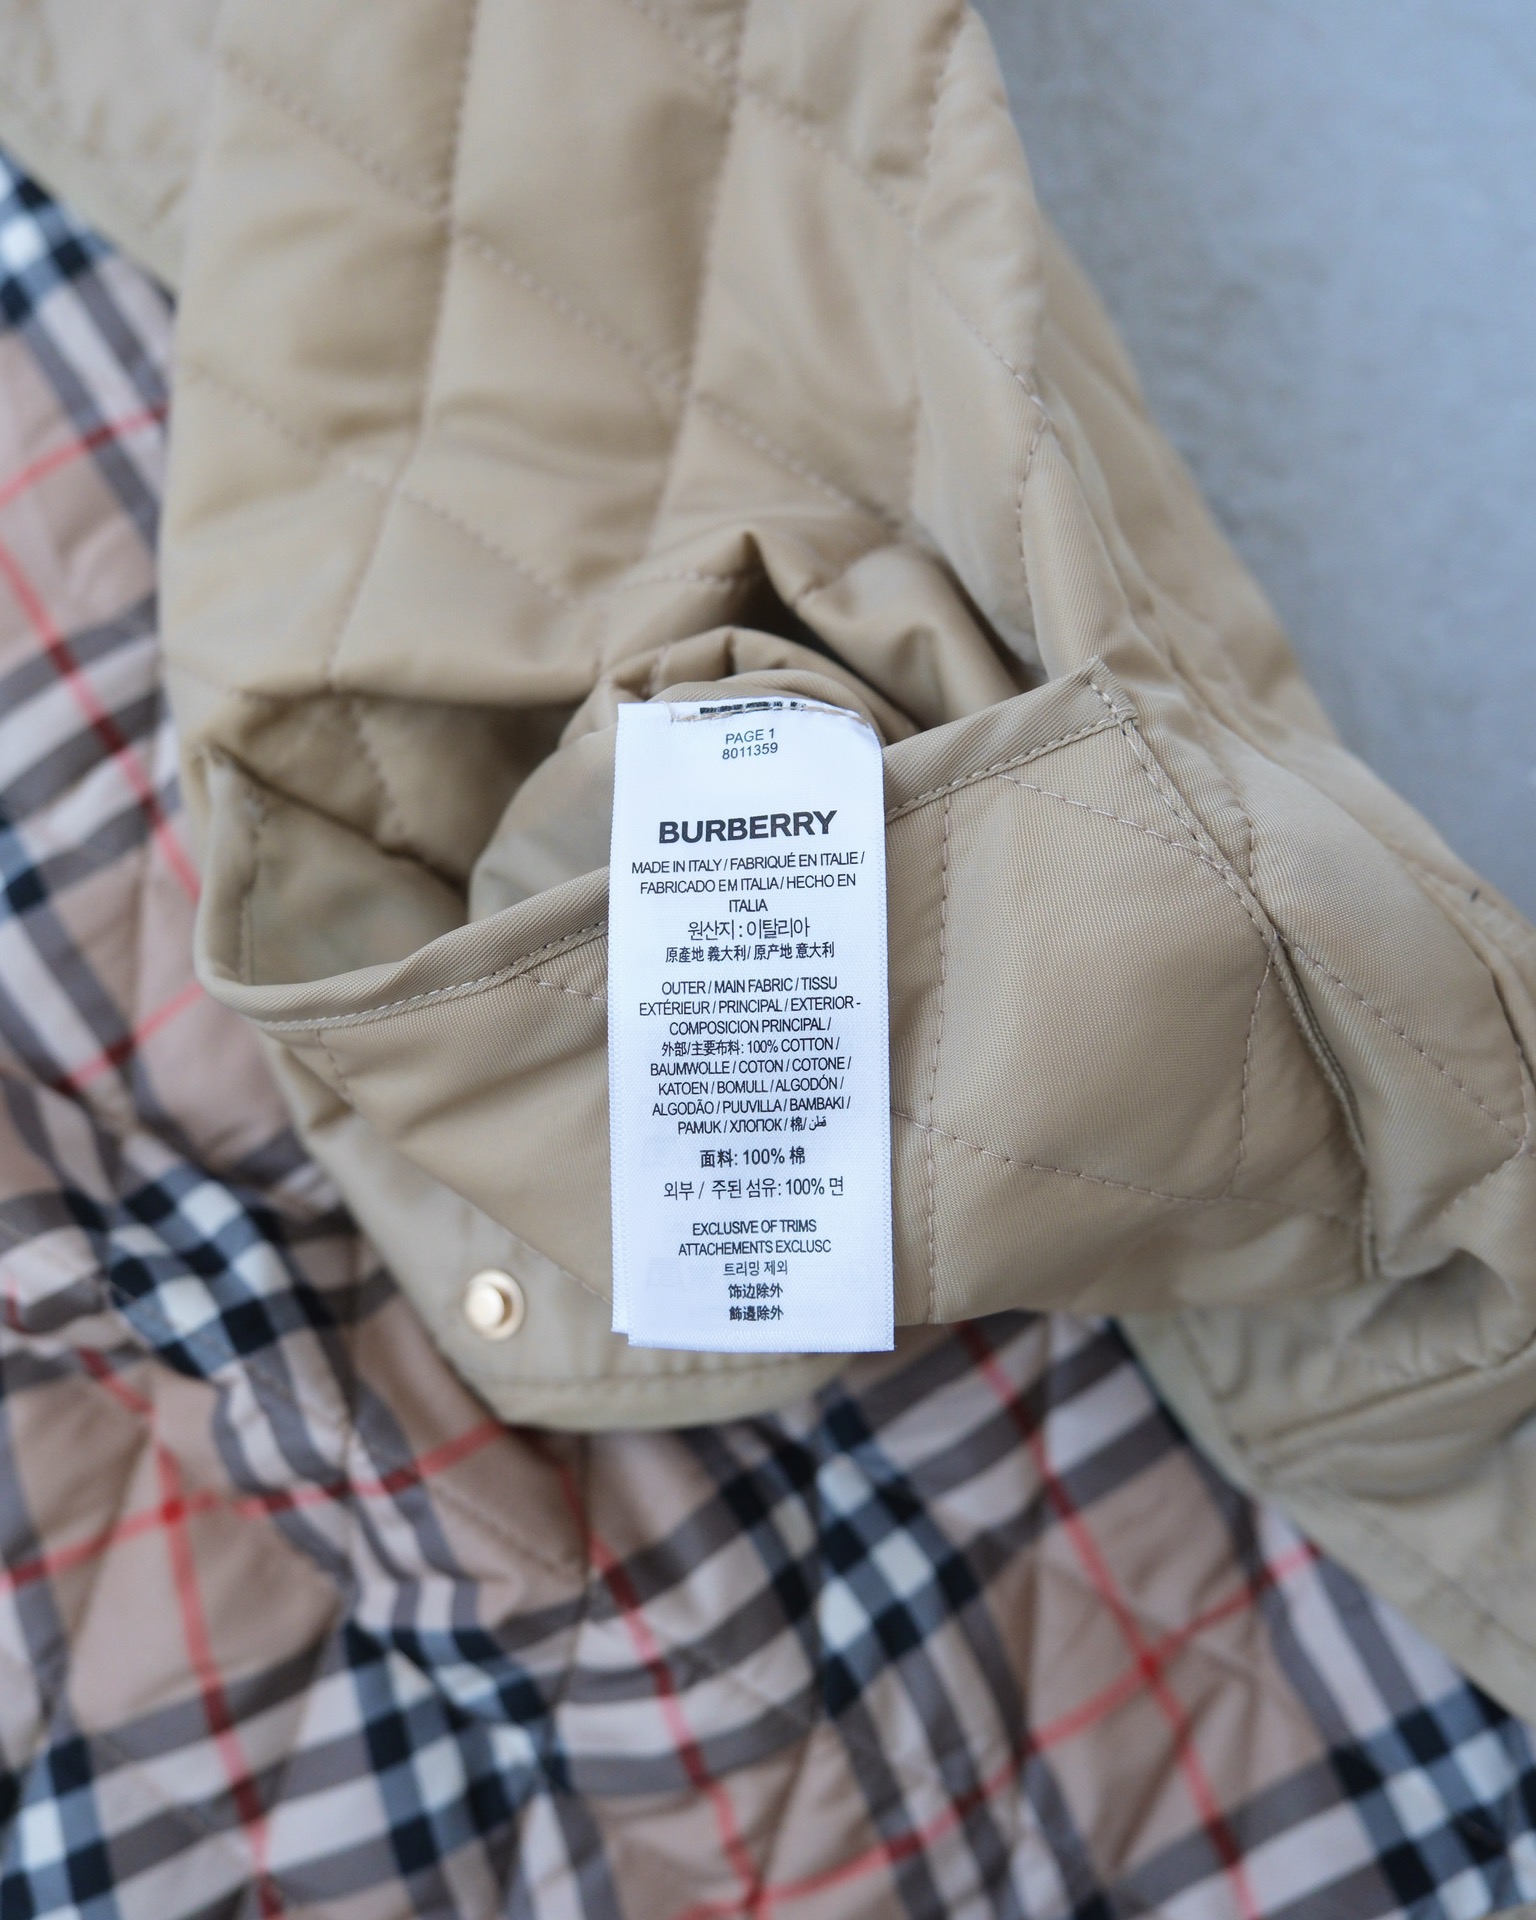 PAGE 1
8011359
BURBERRY
MADE IN ITALY / FABRIQUÉ EN ITALIE /
FABRICADO EM ITALIA / HECHO EN
ITALIA
원산지 : 이탈리아
原產地 義大利 / 原产地 意大利
OUTER / MAIN FABRIC / TISSU
EXTÉRIEUR / PRINCIPAL / EXTERIOR -
COMPOSICION PRINCIPAL /
外部/主要布料: 100% COTTON /
BAUMWOLLE / COTON / COTONE /
KATOEN / BOMULL / ALGODÓN /
ALGODÃO / PUUVILLA / BAMBAKI /
PAMUK / ХЛОПОК / 棉/ قطن
面料: 100% 棉
외부 / 주된 섬유: 100% 면
EXCLUSIVE OF TRIMS
ATTACHEMENTS EXCLUSC
트리밍 제외
饰边除外
飾邊除外